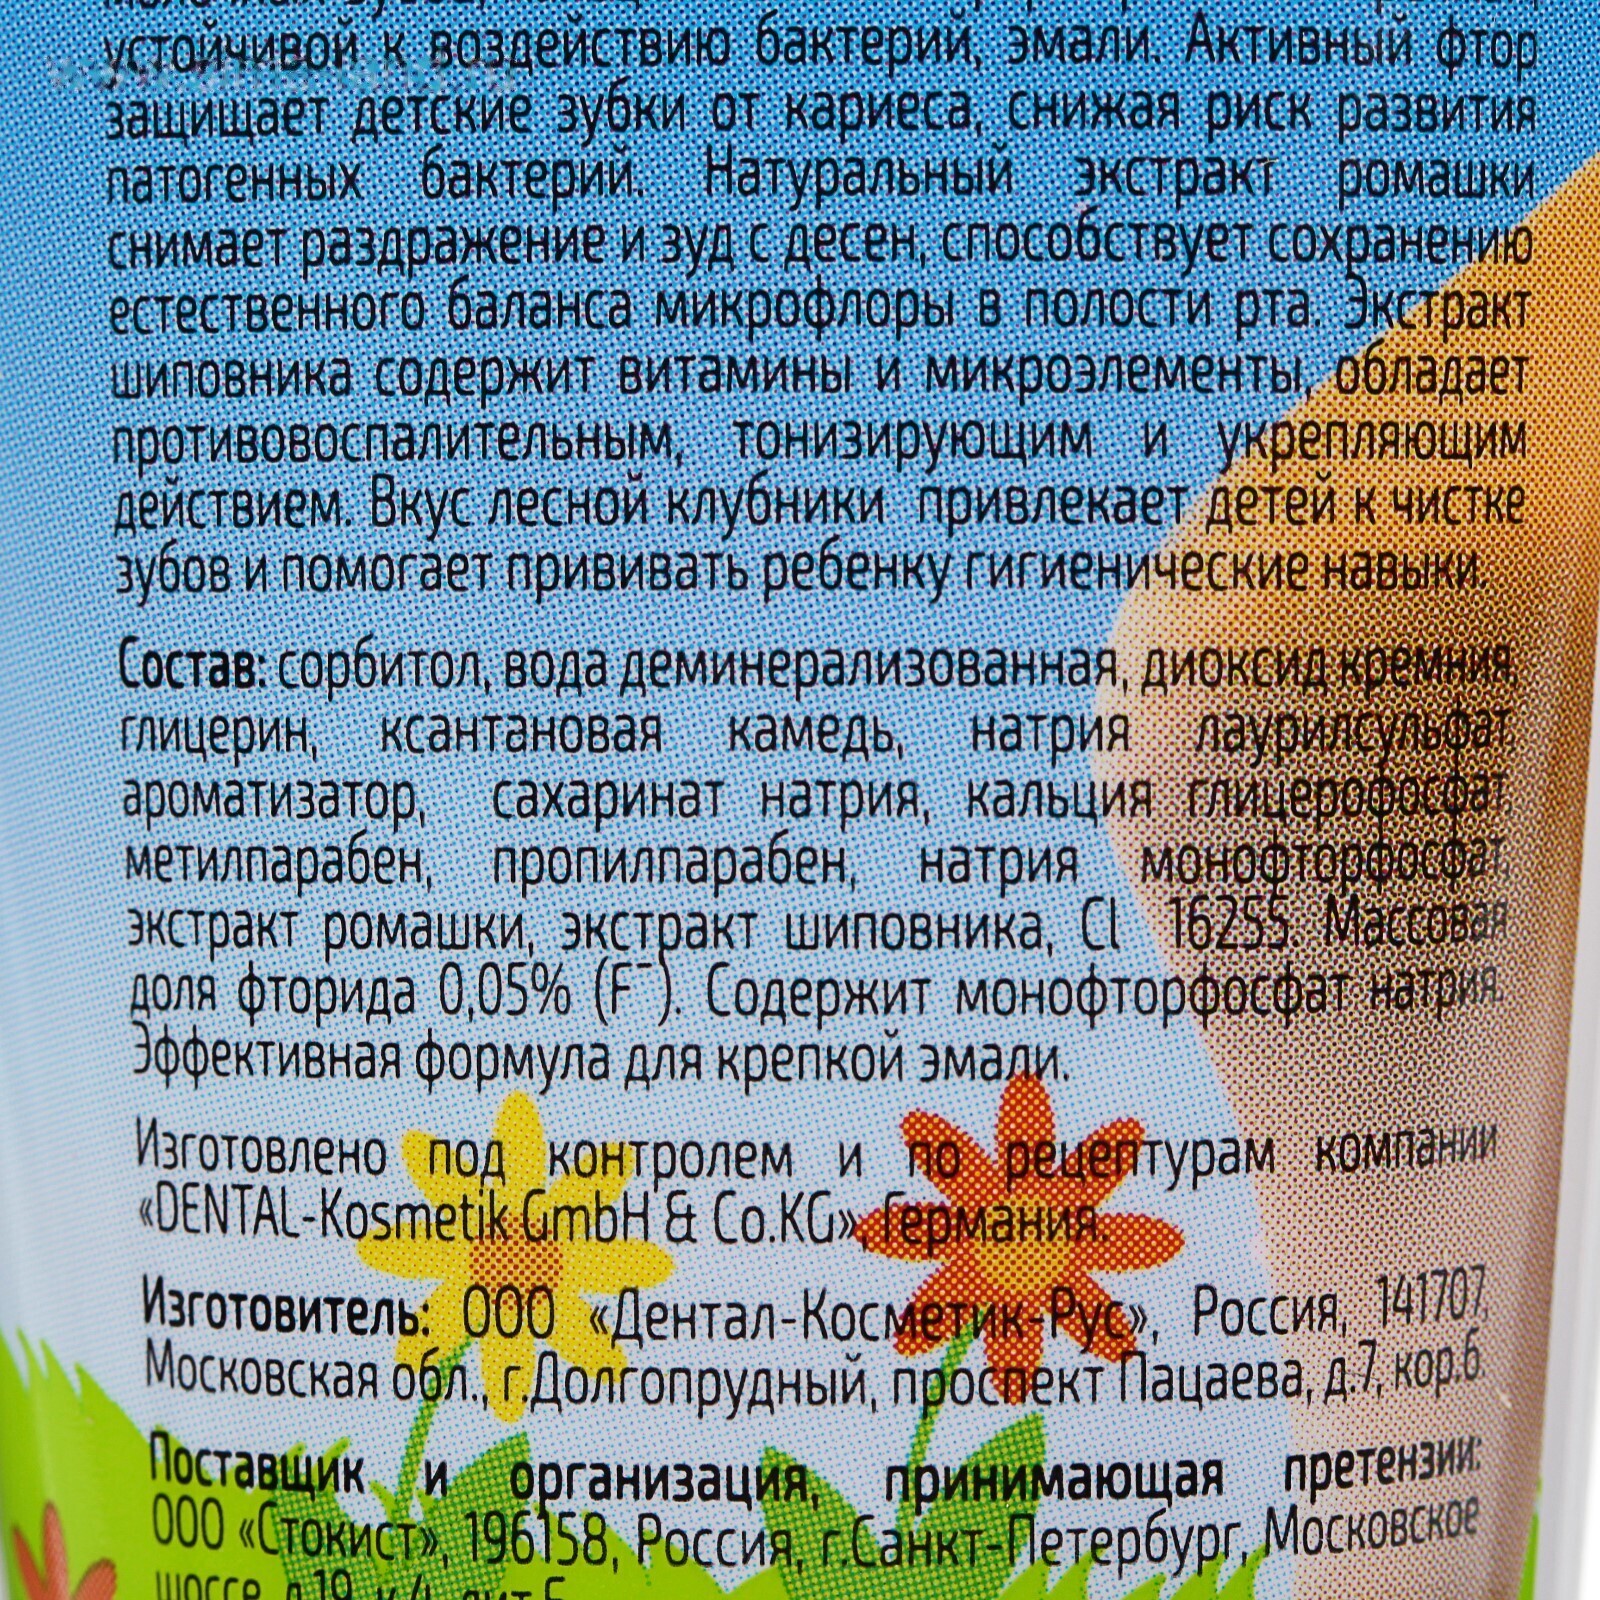 устойчивой к воздействию бактерий, эмали. Активный фтор
защищает детские зубки от кариеса, снижая риск развития
патогенных бактерий. Натуральный экстракт ромашки
снимает раздражение и зуд с десен, способствует сохранению
естественного баланса микрофлоры в полости рта. Экстракт
шиповника содержит витамины и микроэлементы, обладает
противовоспалительным, тонизирующим и укрепляющим
действием. Вкус лесной клубники привлекает детей к чистке
зубов и помогает прививать ребенку гигиенические навыки.
Состав: сорбитол, вода деминерализованная, диоксид кремния,
глицерин, ксантановая камедь, натрия лаурилсульфат,
ароматизатор, сахаринат натрия, кальция глицерофосфат,
метилпарабен, пропилпарабен, натрия монофторфосфат,
экстракт ромашки, экстракт шиповника, Cl 16255. Массовая
доля фторида 0,05% (F⁻). Содержит монофторфосфат натрия.
Эффективная формула для крепкой эмали.
Изготовлено под контролем и по рецептурам компании
«DENTAL-Kosmetik GmbH & Co.KG», Германия.
Изготовитель: ООО «Дентал-Косметик-Рус», Россия, 141707,
Московская обл., г.Долгопрудный, проспект Пацаева, д.7, кор.6
Поставщик и организация, принимающая претензии:
ООО «Стокист», 196158, Россия, г.Санкт-Петербург, Московское
шоссе, д.19, к.4, лит.Б